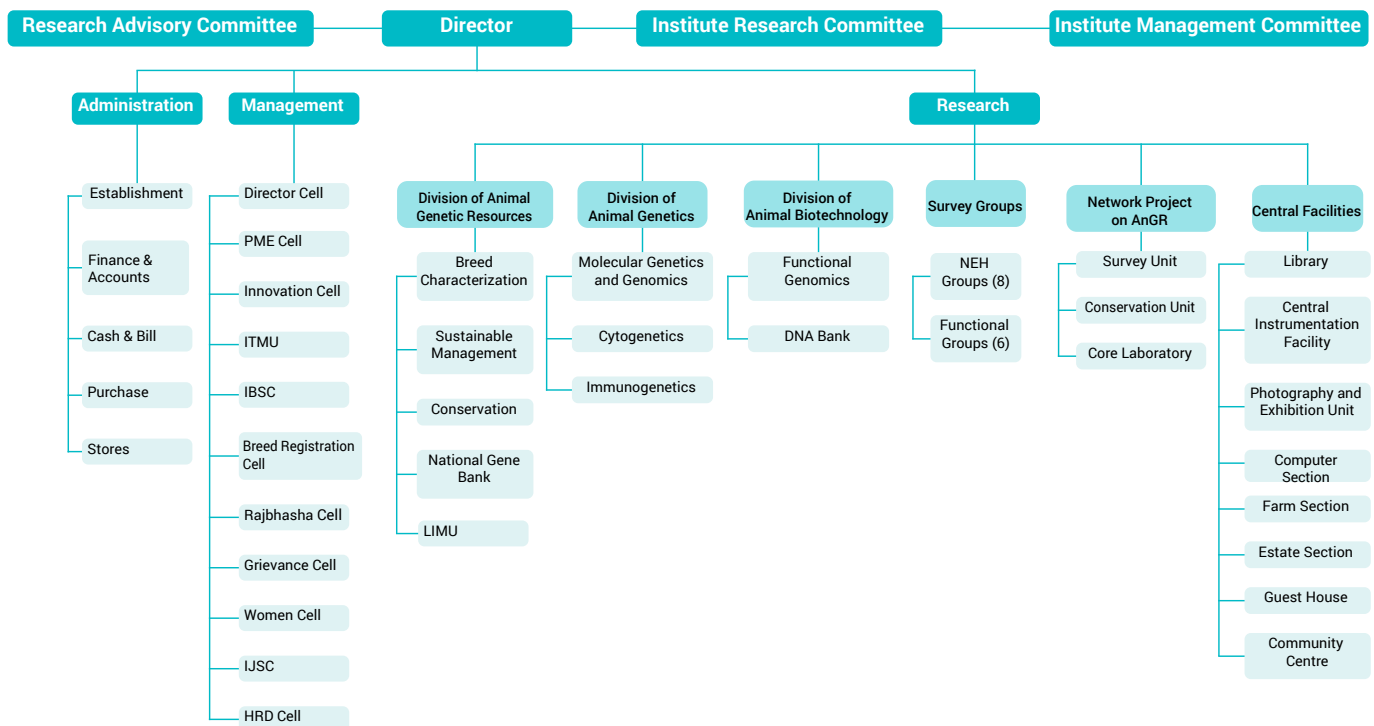 Research Advisory Committee
Director
Institute Research Committee
Institute Management Committee
Administration
Management
Research
Establishment
Finance &
Accounts
Cash & Bill
Purchase
Stores
Director Cell
PME Cell
Innovation Cell
ITMU
IBSC
Breed Registration
Cell
Rajbhasha Cell
Grievance Cell
Women Cell
IJSC
HRD Cell
Division of Animal
Genetic Resources
Breed
Characterization
Sustainable
Management
Conservation
National Gene
Bank
LIMU
Division of
Animal Genetics
Molecular Genetics
and Genomics
Cytogenetics
Immunogenetics
Division of
Animal Biotechnology
Functional
Genomics
DNA Bank
Survey Groups
NEH
Groups (8)
Functional
Groups (6)
Network Project
on AnGR
Survey Unit
Conservation Unit
Core Laboratory
Central Facilities
Library
Central
Instrumentation
Facility
Photography and
Exhibition Unit
Computer
Section
Farm Section
Estate Section
Guest House
Community
Centre